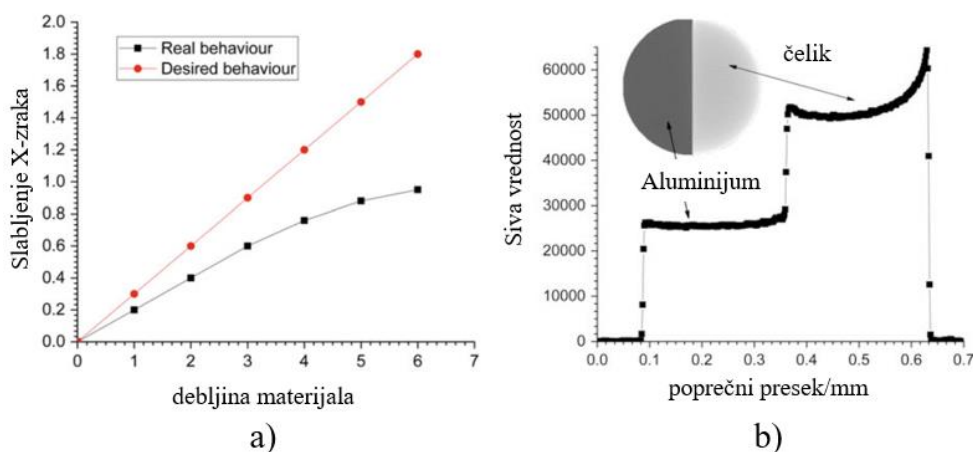 2.0
1.8
1.6
1.4
1.2
1.0
0.8
0.6
0.4
0.2
0.0
Slabljenje X-zraka
Real behaviour
Desired behaviour
0 1 2 3 4 5 6 7
debljina materijala
a)
60000
50000
40000
30000
20000
10000
0
Siva vrednost
čelik
Aluminijum
0.0 0.1 0.2 0.3 0.4 0.5 0.6 0.7
poprečni presek/mm
b)